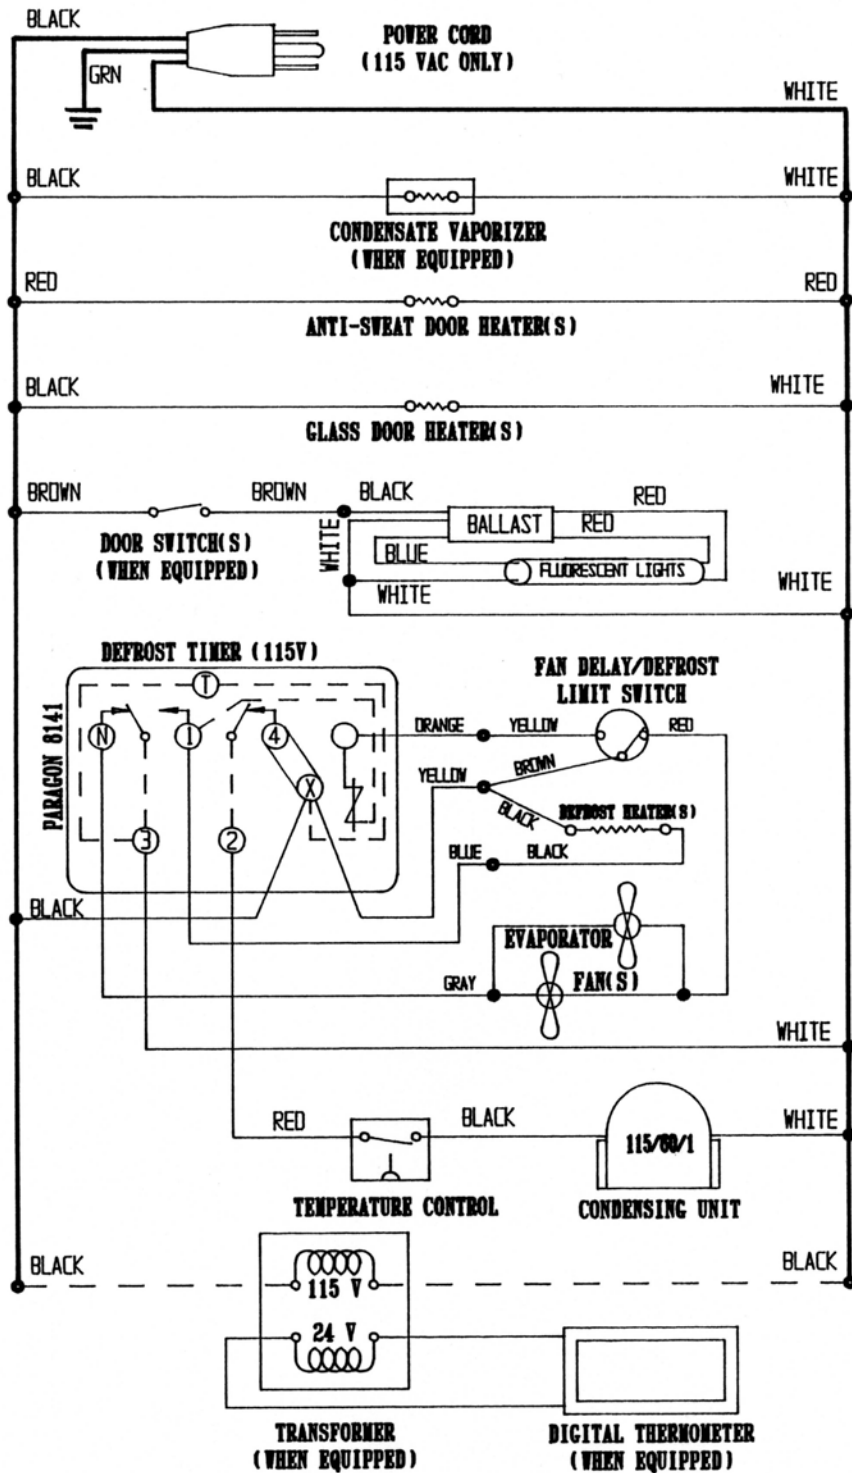 BLACK
POWER CORD
(115 VAC ONLY)
GRN
WHITE
BLACK
WHITE
CONDENSATE VAPORIZER
(WHEN EQUIPPED)
RED
RED
ANTI-SWEAT DOOR HEATER(S)
BLACK
WHITE
GLASS DOOR HEATER(S)
BROWN
BROWN
BLACK
RED
BALLAST
RED
DOOR SWITCH(S)
(WHEN EQUIPPED)
WHITE
BLUE
FLUORESCENT LIGHTS
WHITE
WHITE
DEFROST TIMER (115V)
FAN DELAY/DEFROST
LIMIT SWITCH
PARAGON 8141
T
N
1
4
ORANGE
YELLOW
RED
X
YELLOW
BROWN
BLACK
DEFROST HEATER(S)
3
2
BLUE
BLACK
BLACK
EVAPORATOR
FAN(S)
GRAY
WHITE
RED
BLACK
WHITE
115/60/1
TEMPERATURE CONTROL
CONDENSING UNIT
BLACK
BLACK
115 V
24 V
TRANSFORMER
(WHEN EQUIPPED)
DIGITAL THERMOMETER
(WHEN EQUIPPED)